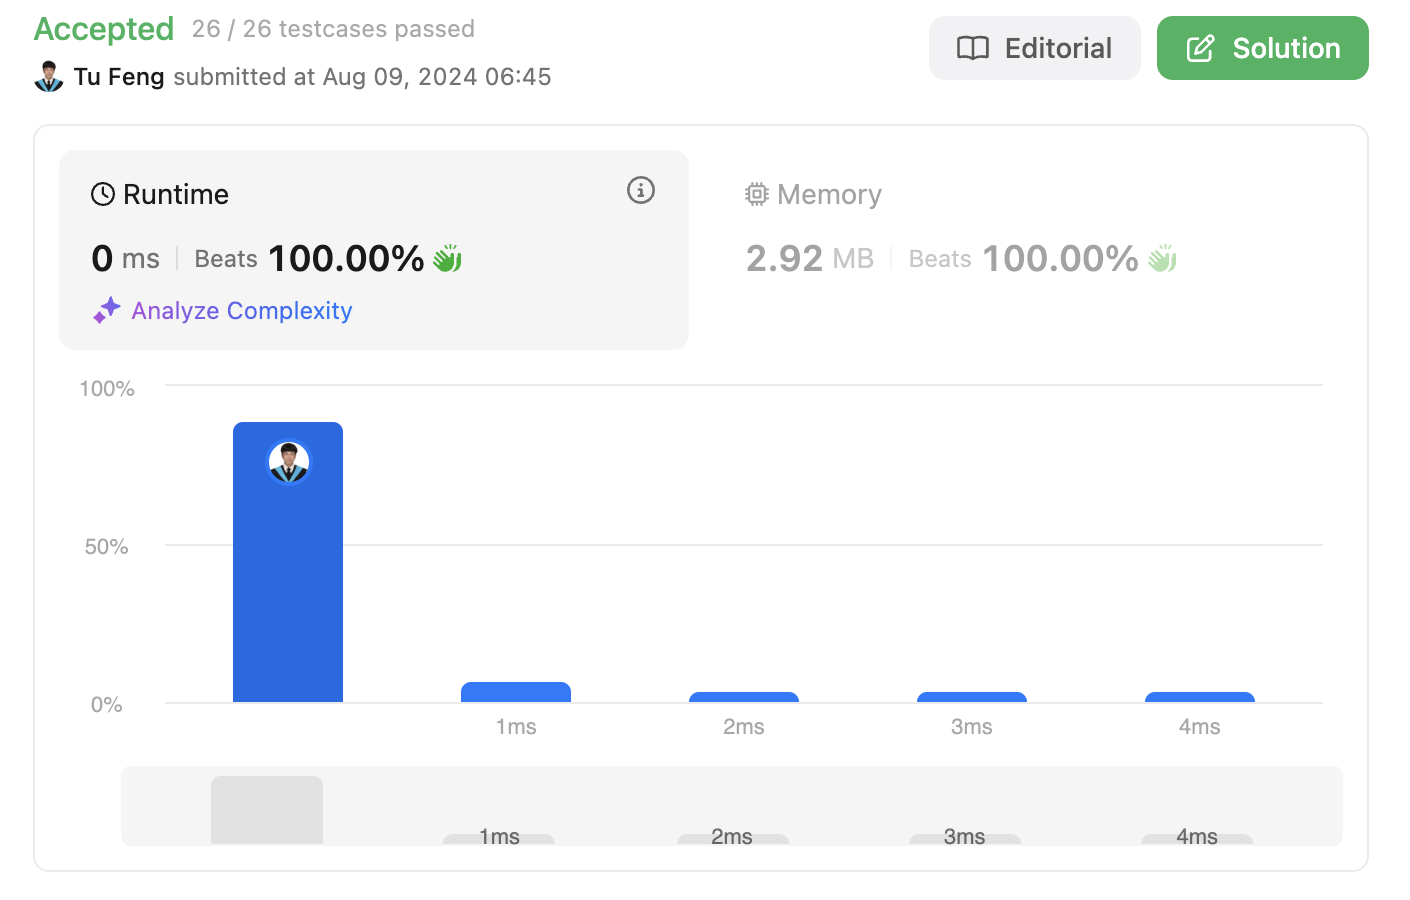 Accepted 26 / 26 testcases passed
Tu Feng submitted at Aug 09, 2024 06:45
Editorial
Solution
Runtime
0 ms Beats 100.00%
Analyze Complexity
Memory
2.92 MB Beats 100.00%
100%
50%
0%
1ms 2ms 3ms 4ms
1ms 2ms 3ms 4ms